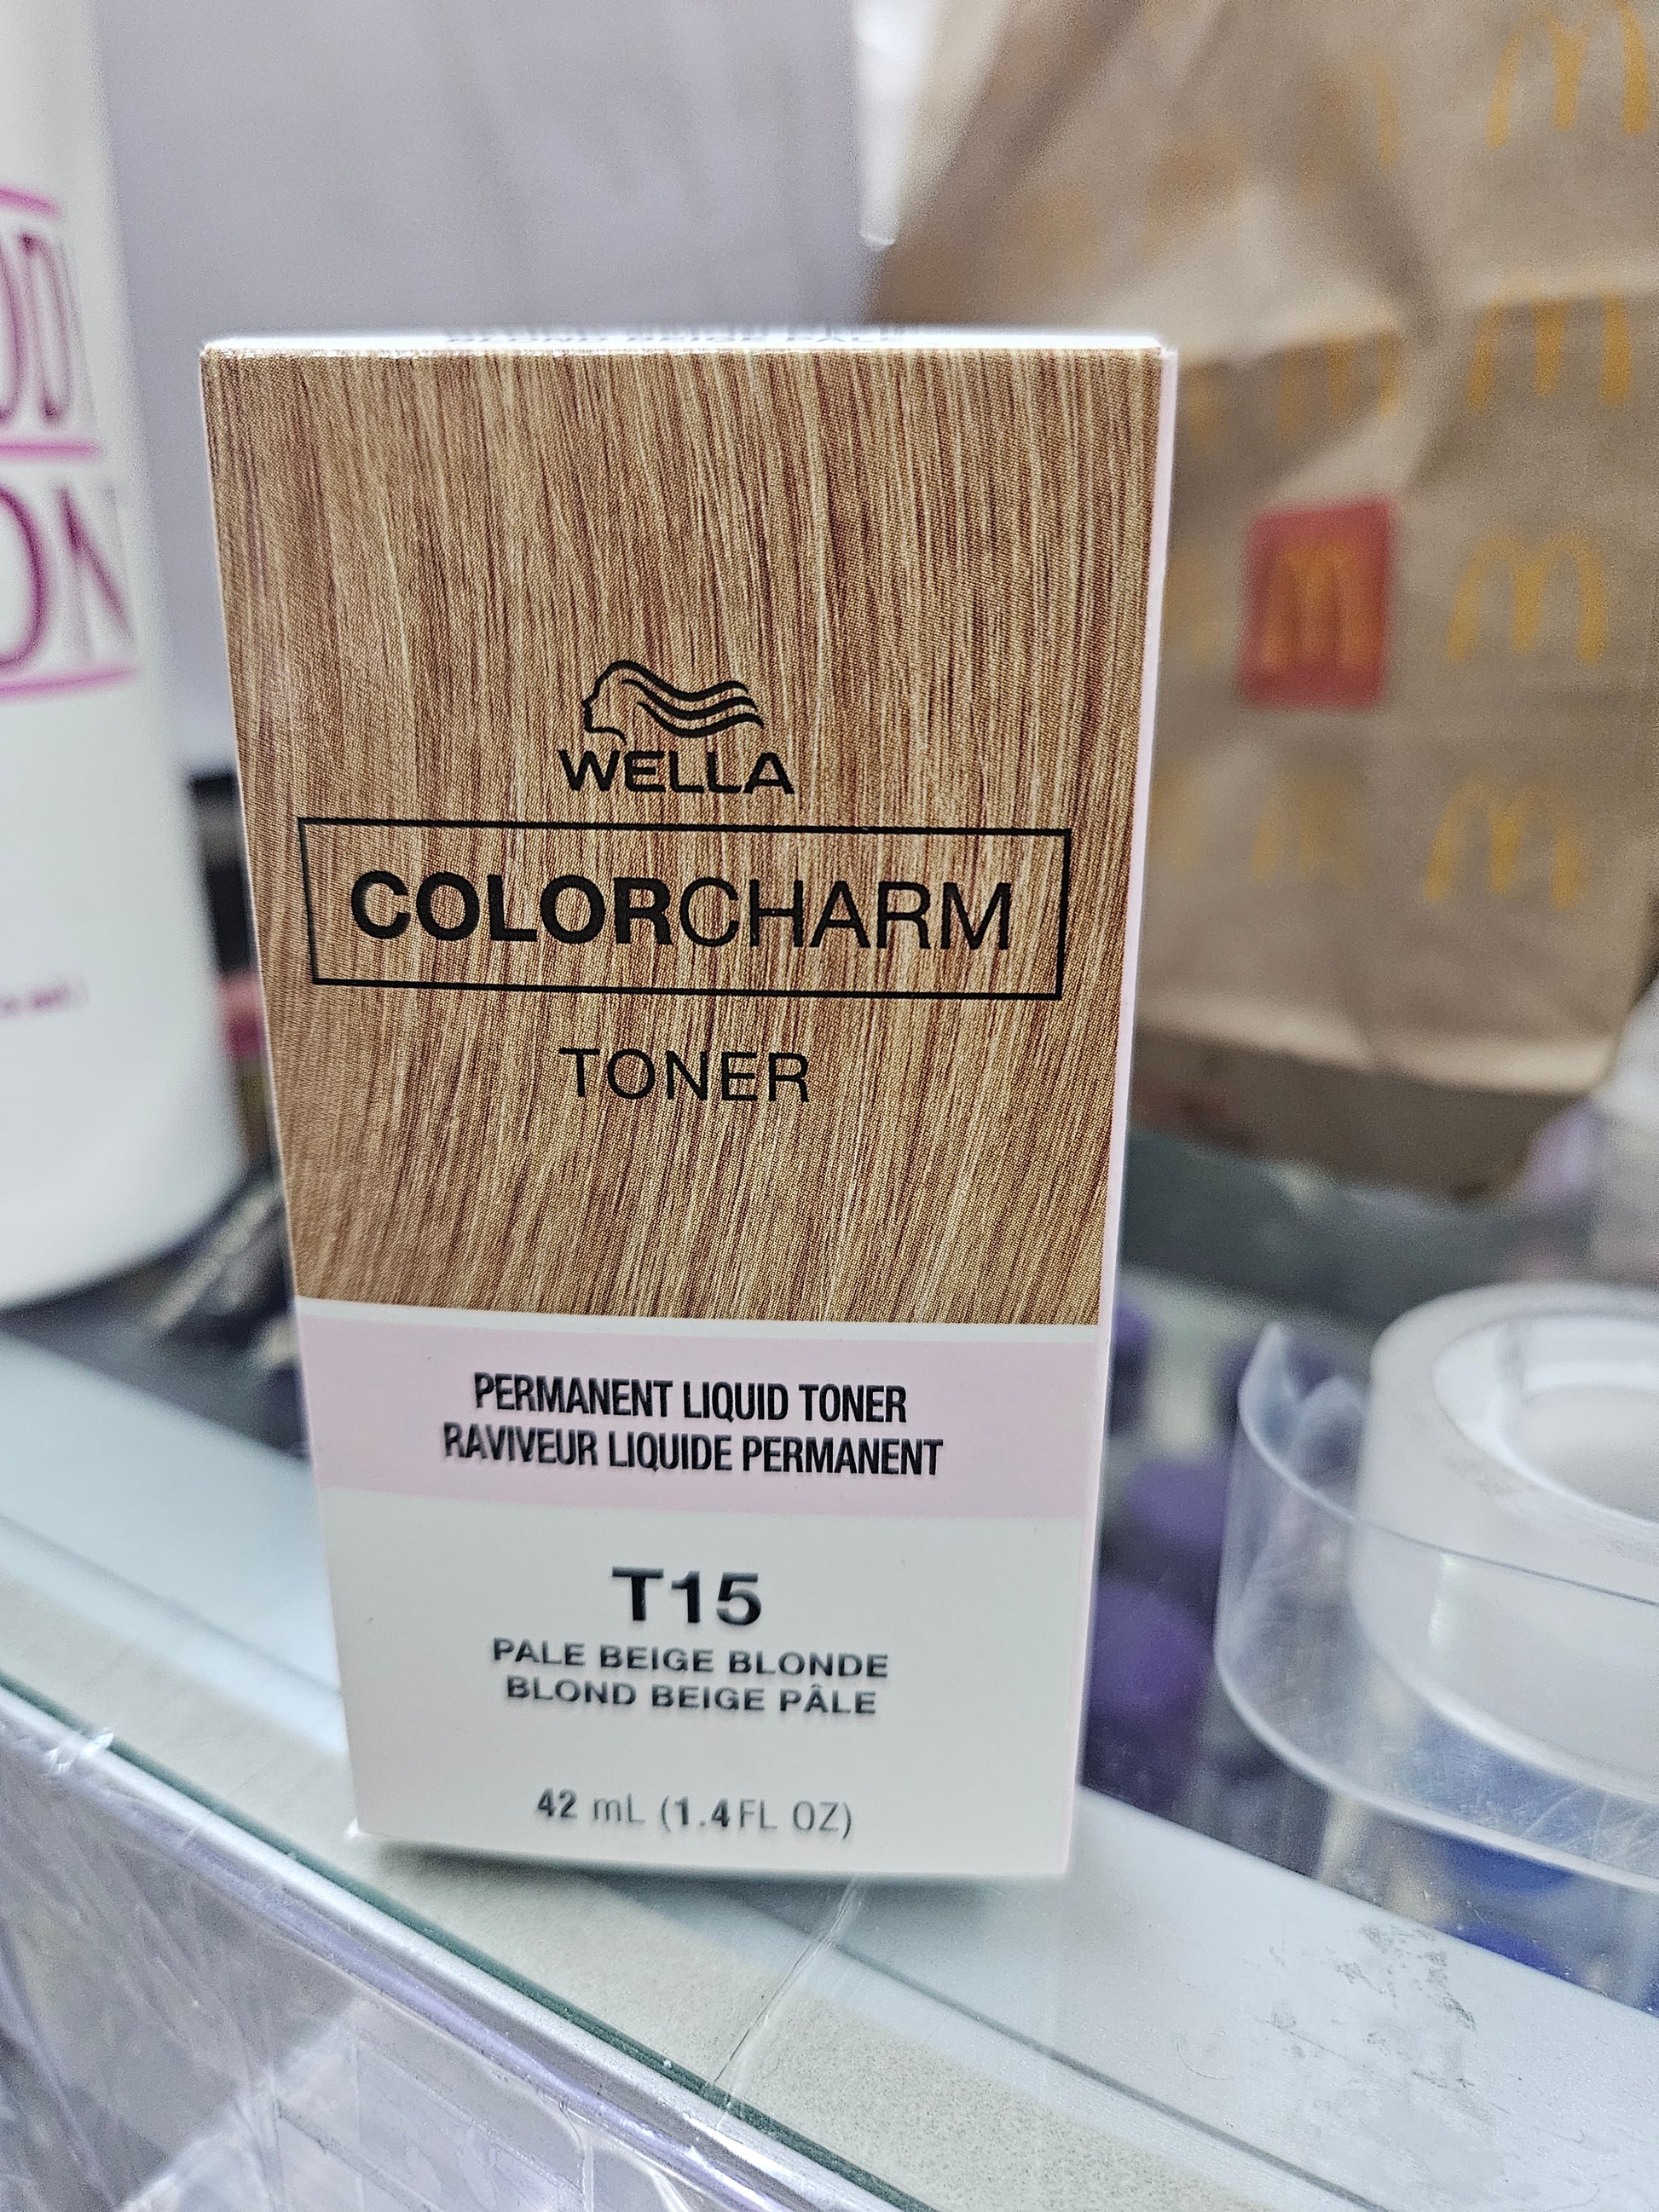 WELLA
COLORCHARM
TONER
PERMANENT LIQUID TONER
RAVIVEUR LIQUIDE PERMANENT
T15
PALE BEIGE BLONDE
BLOND BEIGE PÂLE
42 mL (1.4 FL OZ)